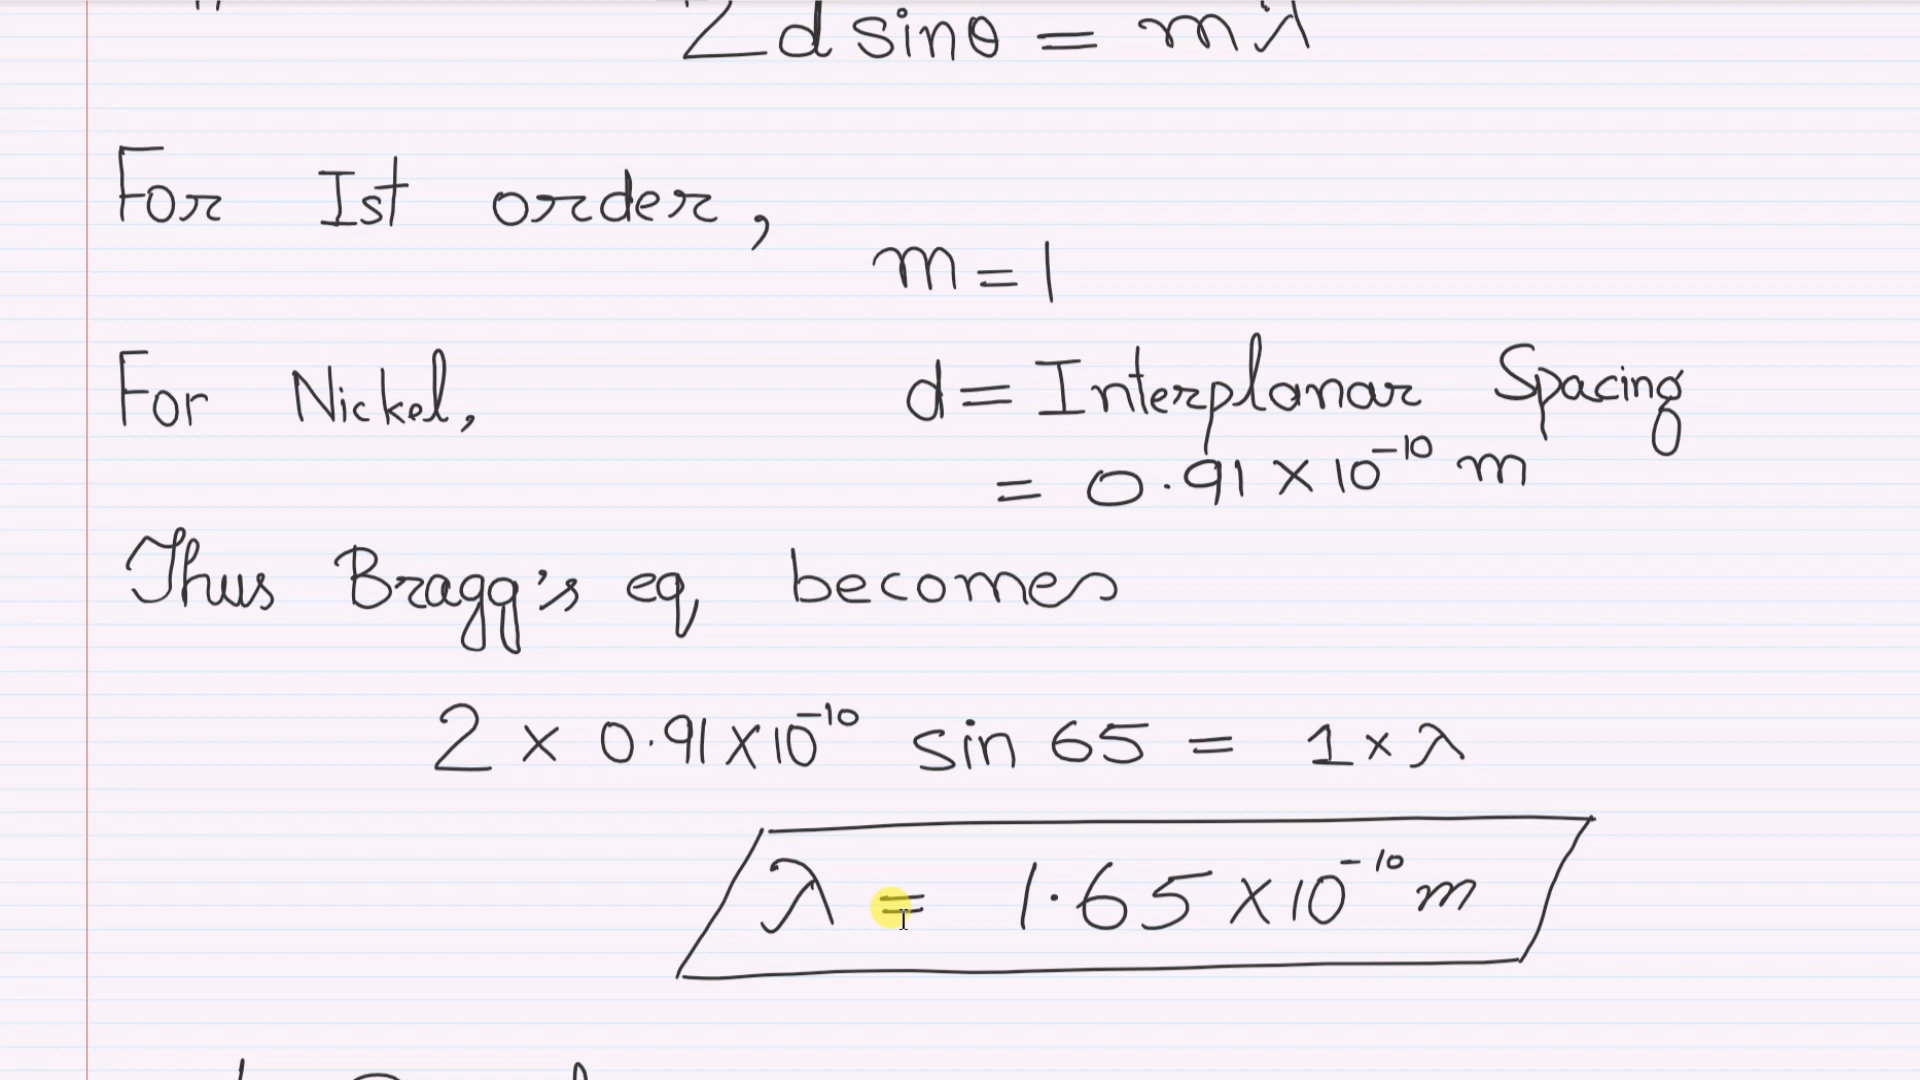 2d sinθ = mλ
For Ist order,
m = 1
For Nickel, d = Interplanar Spacing
= 0.91 × 10⁻¹⁰ m
Thus Bragg's eq becomes
2 × 0.91 × 10⁻¹⁰ sin 65 = 1 × λ
λ = 1.65 × 10⁻¹⁰ m